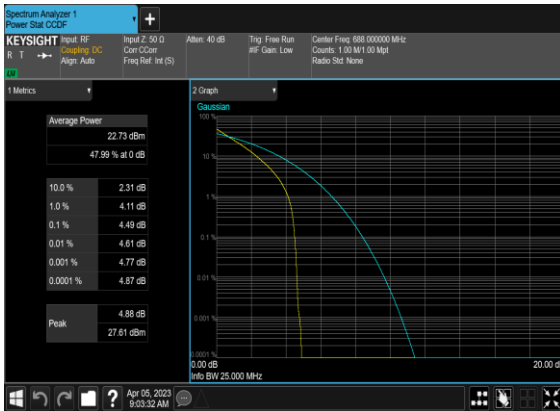 Spectrum Analyzer 1
Power Stat CCDF
KEYSIGHT
R T
LXI
Input: RF
Coupling: DC
Align: Auto
Input Z: 50 Ω
Corr CCorr
Freq Ref: Int (S)
Atten: 40 dB
Trig: Free Run
#IF Gain: Low
Center Freq: 688.000000 MHz
Counts: 1.00 M/1.00 Mpt
Radio Std: None
1 Metrics
Average Power
22.73 dBm
47.99 % at 0 dB
10.0 % 2.31 dB
1.0 % 4.11 dB
0.1 % 4.49 dB
0.01 % 4.61 dB
0.001 % 4.77 dB
0.0001 % 4.87 dB
Peak
4.88 dB
27.61 dBm
2 Graph
Gaussian
100 %
10 %
1 %
0.1 %
0.01 %
0.001 %
0.0001 %
0.00 dB
20.00 d
Info BW 25.000 MHz
?
Apr 05, 2023
9:03:32 AM